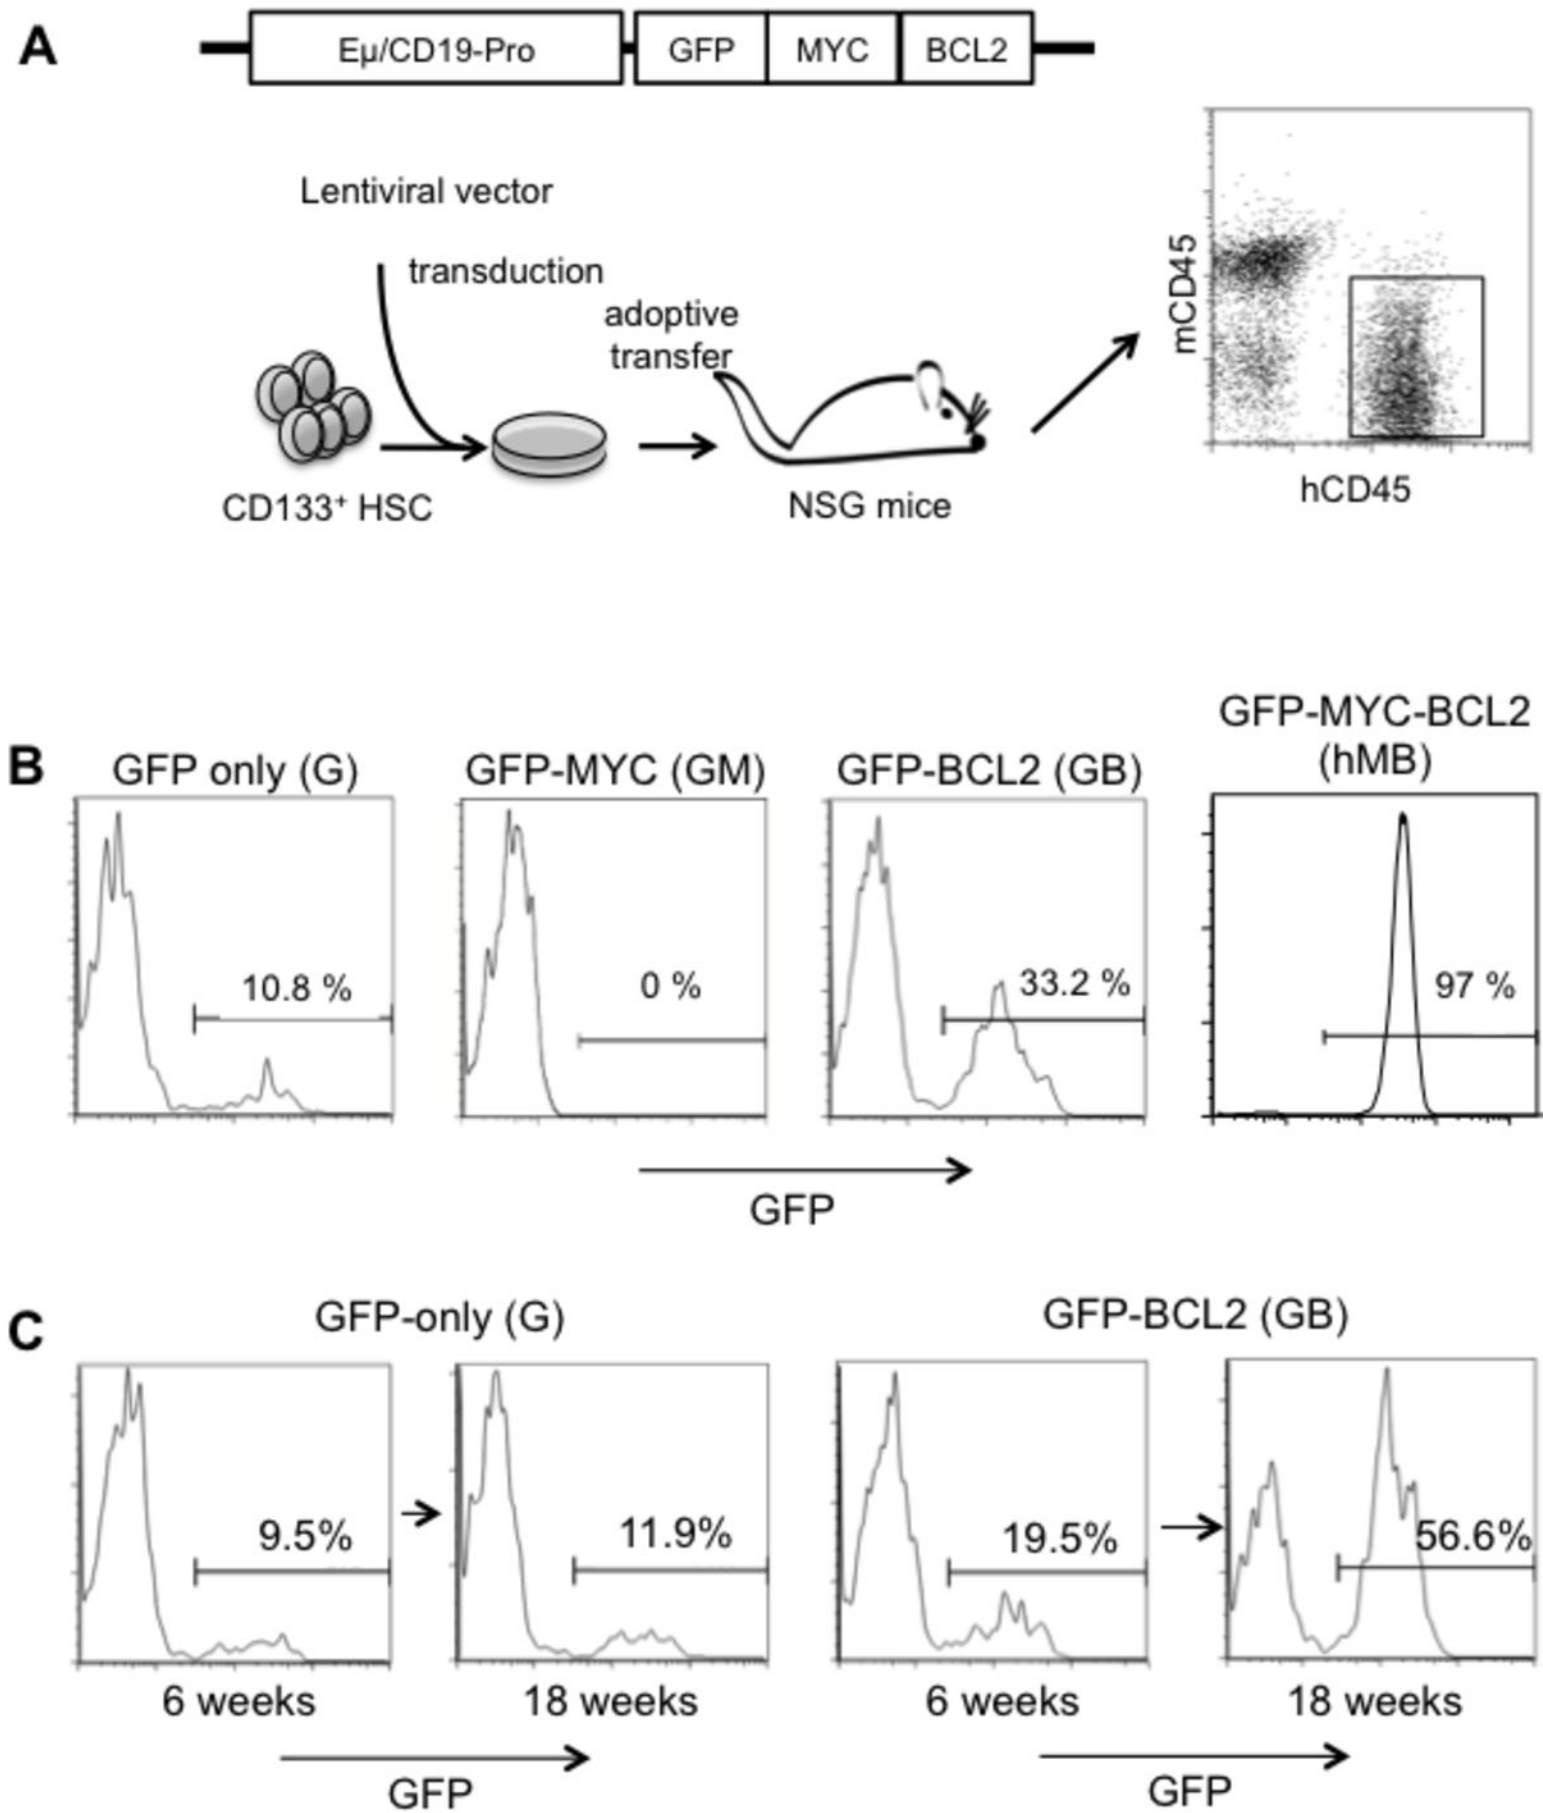 A
Eμ/CD19-Pro
GFP
MYC
BCL2
Lentiviral vector
transduction
adoptive
transfer
CD133⁺ HSC
NSG mice
mCD45
hCD45
B
GFP only (G)
GFP-MYC (GM)
GFP-BCL2 (GB)
GFP-MYC-BCL2
(hMB)
10.8 %
0 %
33.2 %
97 %
GFP
C
GFP-only (G)
GFP-BCL2 (GB)
9.5%
11.9%
19.5%
56.6%
6 weeks
18 weeks
6 weeks
18 weeks
GFP
GFP